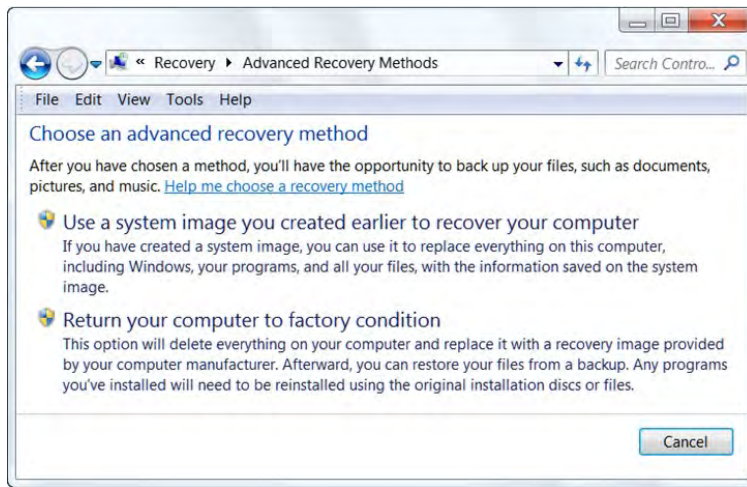 « Recovery ▸ Advanced Recovery Methods
Search Contro...
File Edit View Tools Help
Choose an advanced recovery method
After you have chosen a method, you'll have the opportunity to back up your files, such as documents,
pictures, and music. Help me choose a recovery method
Use a system image you created earlier to recover your computer
If you have created a system image, you can use it to replace everything on this computer,
including Windows, your programs, and all your files, with the information saved on the system
image.
Return your computer to factory condition
This option will delete everything on your computer and replace it with a recovery image provided
by your computer manufacturer. Afterward, you can restore your files from a backup. Any programs
you've installed will need to be reinstalled using the original installation discs or files.
Cancel